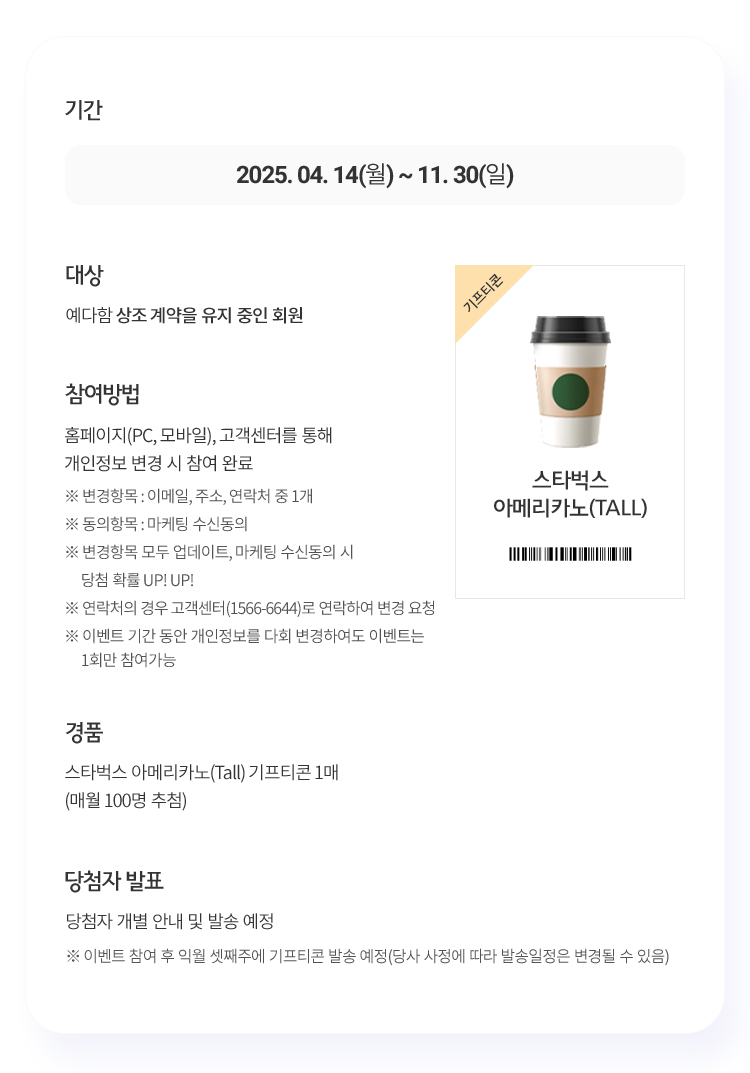 기간
2025. 04. 14(월) ~ 11. 30(일)
대상
예다함 상조 계약을 유지 중인 회원
참여방법
홈페이지(PC, 모바일), 고객센터를 통해
개인정보 변경 시 참여 완료
※ 변경항목 : 이메일, 주소, 연락처 중 1개
※ 동의항목 : 마케팅 수신동의
※ 변경항목 모두 업데이트, 마케팅 수신동의 시
당첨 확률 UP! UP!
※ 연락처의 경우 고객센터(1566-6644)로 연락하여 변경 요청
※ 이벤트 기간 동안 개인정보를 다회 변경하여도 이벤트는
1회만 참여가능
기프티콘
스타벅스
아메리카노(TALL)
경품
스타벅스 아메리카노(Tall) 기프티콘 1매
(매월 100명 추첨)
당첨자 발표
당첨자 개별 안내 및 발송 예정
※ 이벤트 참여 후 익월 셋째주에 기프티콘 발송 예정(당사 사정에 따라 발송일정은 변경될 수 있음)